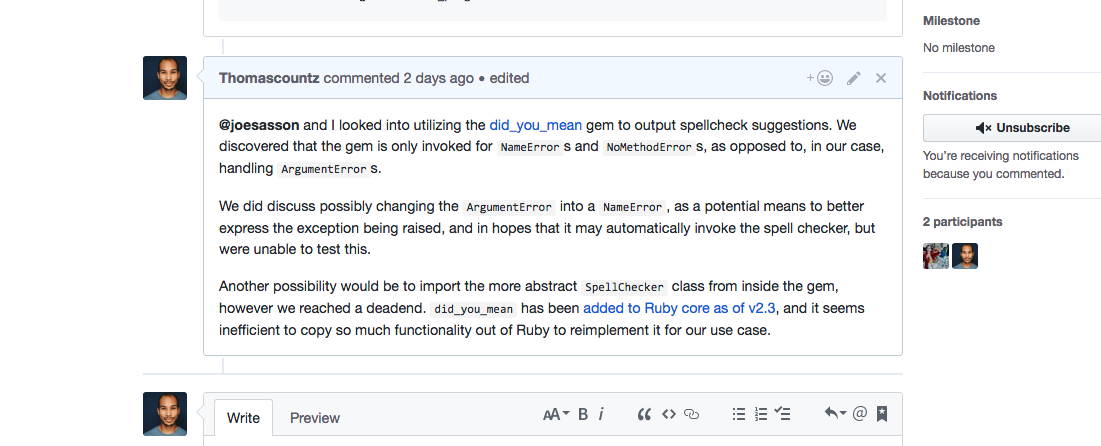 Thomascountz commented 2 days ago • edited
@joesasson and I looked into utilizing the did_you_mean gem to output spellcheck suggestions. We
discovered that the gem is only invoked for NameError s and NoMethodError s, as opposed to, in our case,
handling ArgumentError s.
We did discuss possibly changing the ArgumentError into a NameError , as a potential means to better
express the exception being raised, and in hopes that it may automatically invoke the spell checker, but
were unable to test this.
Another possibility would be to import the more abstract SpellChecker class from inside the gem,
however we reached a deadend. did_you_mean has been added to Ruby core as of v2.3, and it seems
inefficient to copy so much functionality out of Ruby to reimplement it for our use case.
Write Preview AA B i
Milestone
No milestone
Notifications
Unsubscribe
You’re receiving notifications
because you commented.
2 participants